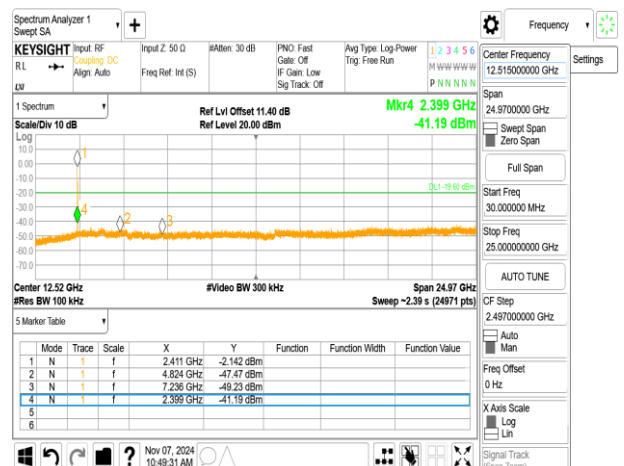 Spectrum Analyzer 1
Swept SA
Frequency
KEYSIGHT
Input: RF
Coupling: DC
Align: Auto
Input Z: 50 Ω
Freq Ref: Int (S)
#Atten: 30 dB
PNO: Fast
Gate: Off
IF Gain: Low
Sig Track: Off
Avg Type: Log-Power
Trig: Free Run
1 2 3 4 5 6
M W W W W W
P N N N N N
RL
LXI
1 Spectrum
Scale/Div 10 dB
Log
Ref Lvl Offset 11.40 dB
Ref Level 20.00 dBm
Mkr4 2.399 GHz
-41.19 dBm
10.0
0.00
-10.0
-20.0
-30.0
-40.0
-50.0
-60.0
-70.0
1
4
2
3
DL1 -19.60 dBm
Center 12.52 GHz
#Res BW 100 kHz
#Video BW 300 kHz
Span 24.97 GHz
Sweep ~2.39 s (24971 pts)
5 Marker Table
Mode Trace Scale X Y Function Function Width Function Value
1 N 1 f 2.411 GHz -2.142 dBm
2 N 1 f 4.824 GHz -47.47 dBm
3 N 1 f 7.236 GHz -49.23 dBm
4 N 1 f 2.399 GHz -41.19 dBm
5
6
Nov 07, 2024
10:49:31 AM
Center Frequency
12.515000000 GHz
Settings
Span
24.9700000 GHz
Swept Span
Zero Span
Full Span
Start Freq
30.000000 MHz
Stop Freq
25.000000000 GHz
AUTO TUNE
CF Step
2.497000000 GHz
Auto
Man
Freq Offset
0 Hz
X Axis Scale
Log
Lin
Signal Track
(Span Zoom)